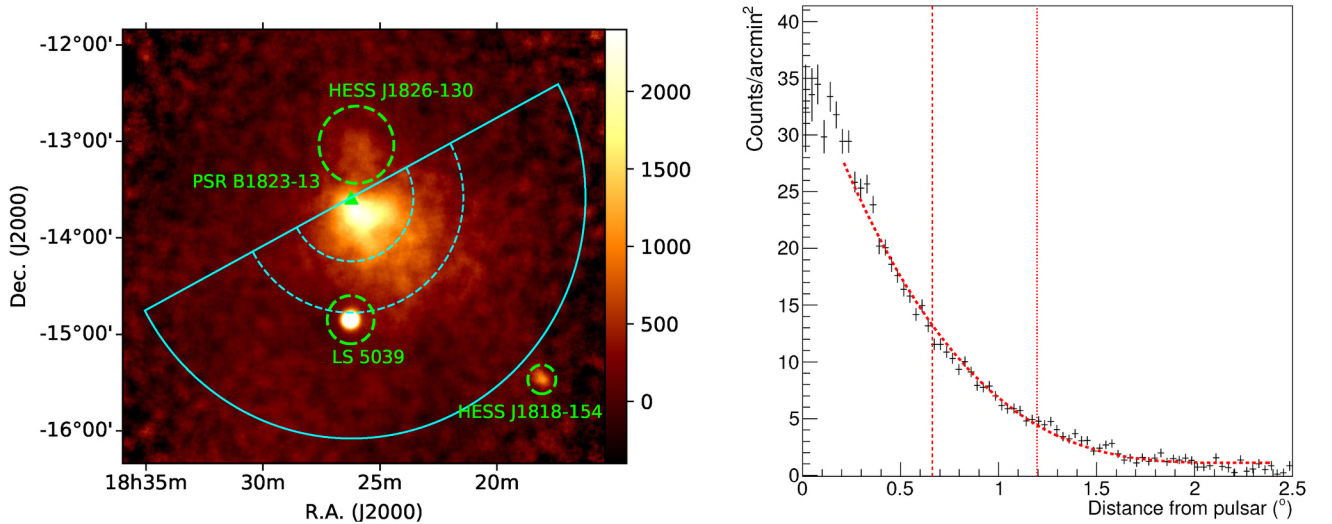 -12°00'
-13°00'
-14°00'
-15°00'
-16°00'
Dec. (J2000)
HESS J1826-130
PSR B1823-13
LS 5039
HESS J1818-154
18h35m
30m
25m
20m
R.A. (J2000)
2000
1500
1000
500
0
Counts/arcmin²
40
35
30
25
20
15
10
5
0
0
0.5
1
1.5
2
2.5
Distance from pulsar (°)